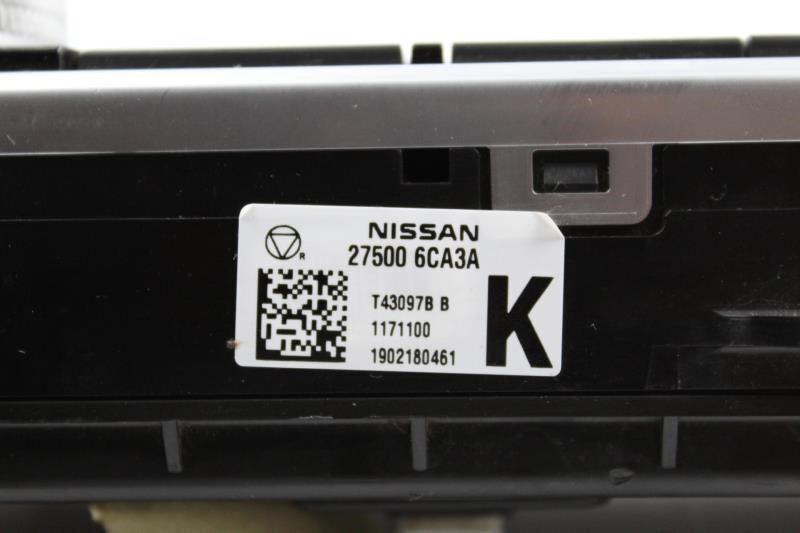 NISSAN
27500 6CA3A
R
T43097B B
1171100
1902180461
K